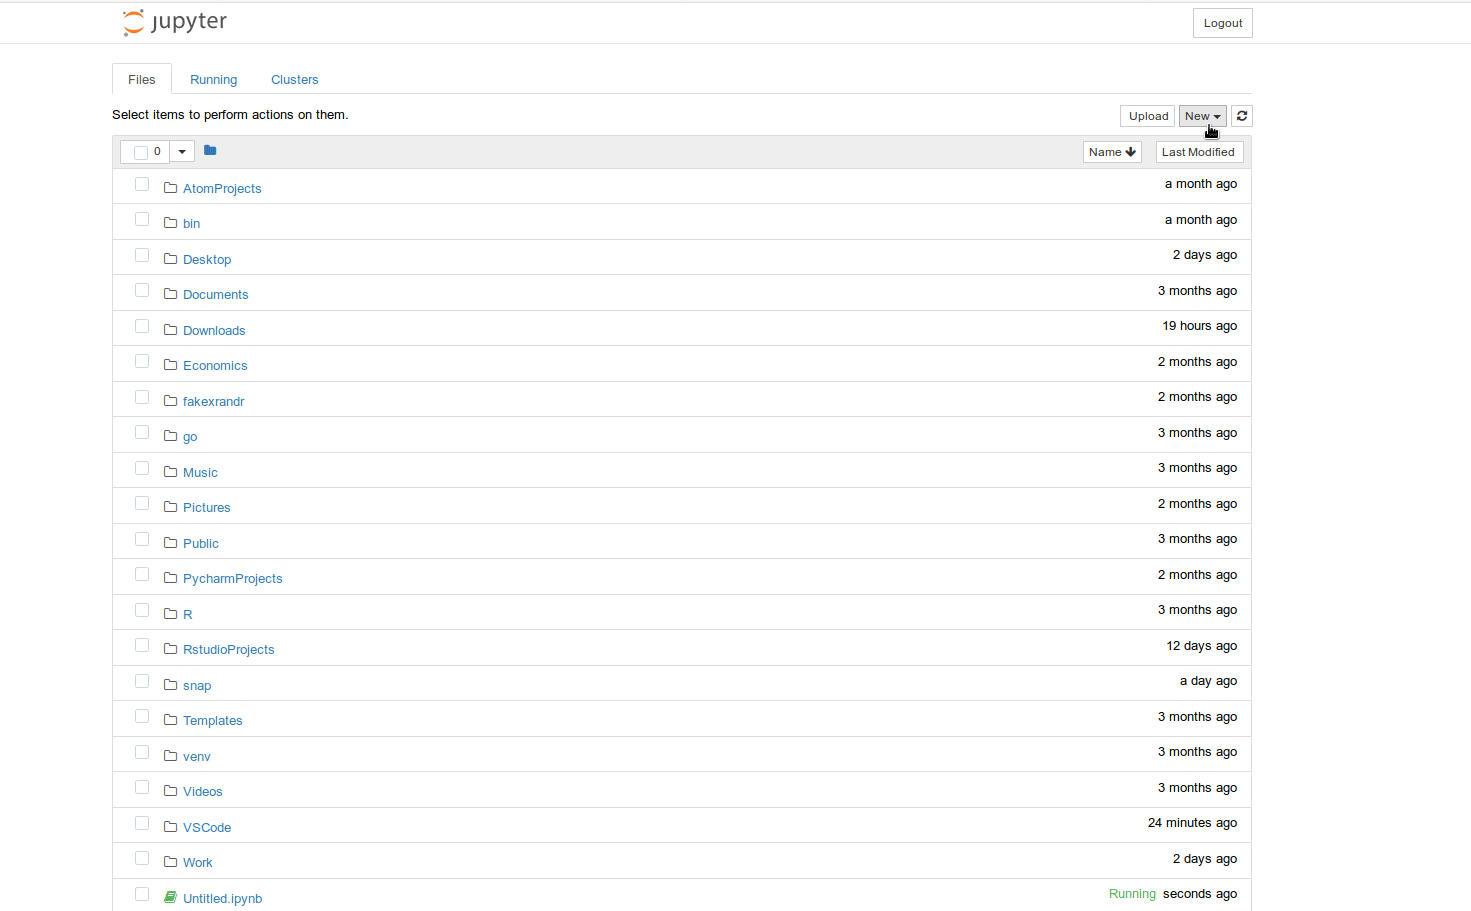 jupyter
Logout
Files Running Clusters
Select items to perform actions on them.
Upload New
0 Name Last Modified
AtomProjects a month ago
bin a month ago
Desktop 2 days ago
Documents 3 months ago
Downloads 19 hours ago
Economics 2 months ago
fakexrandr 2 months ago
go 3 months ago
Music 3 months ago
Pictures 2 months ago
Public 3 months ago
PycharmProjects 2 months ago
R 3 months ago
RstudioProjects 12 days ago
snap a day ago
Templates 3 months ago
venv 3 months ago
Videos 3 months ago
VSCode 24 minutes ago
Work 2 days ago
Untitled.ipynb Running seconds ago